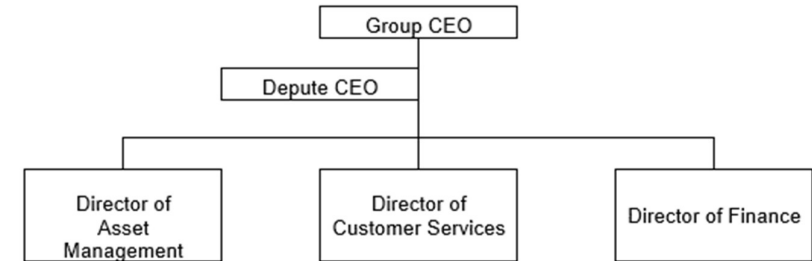 Group CEO
Depute CEO
Director of
Asset
Management
Director of
Customer Services
Director of Finance